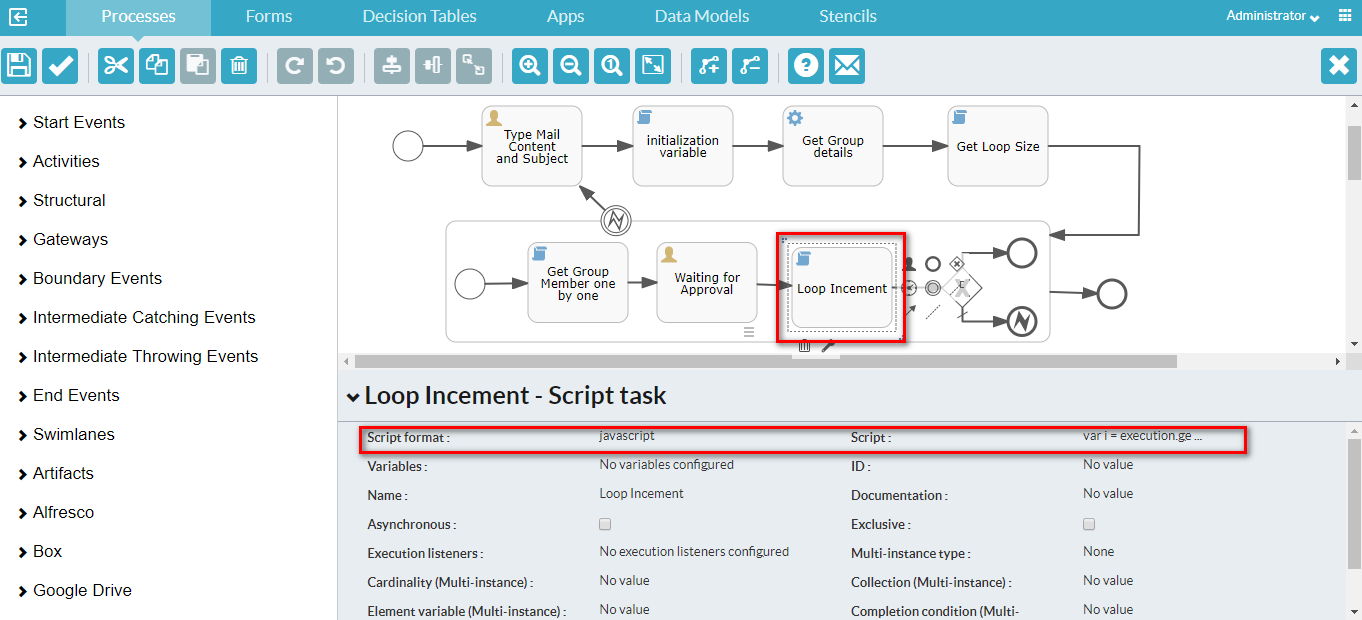 Processes
Forms
Decision Tables
Apps
Data Models
Stencils
Administrator
Start Events
Activities
Structural
Gateways
Boundary Events
Intermediate Catching Events
Intermediate Throwing Events
End Events
Swimlanes
Artifacts
Alfresco
Box
Google Drive
Type Mail
Content
and Subject
initialization
variable
Get Group
details
Get Loop Size
Get Group
Member one
by one
Waiting for
Approval
Loop Incement
Loop Incement - Script task
Script format :
javascript
Script :
var i = execution.ge ...
Variables :
No variables configured
ID :
No value
Name :
Loop Incement
Documentation :
No value
Asynchronous :
Exclusive :
Execution listeners :
No execution listeners configured
Multi-instance type :
None
Cardinality (Multi-instance) :
No value
Collection (Multi-instance) :
No value
Element variable (Multi-instance) :
No value
Completion condition (Multi-
No value